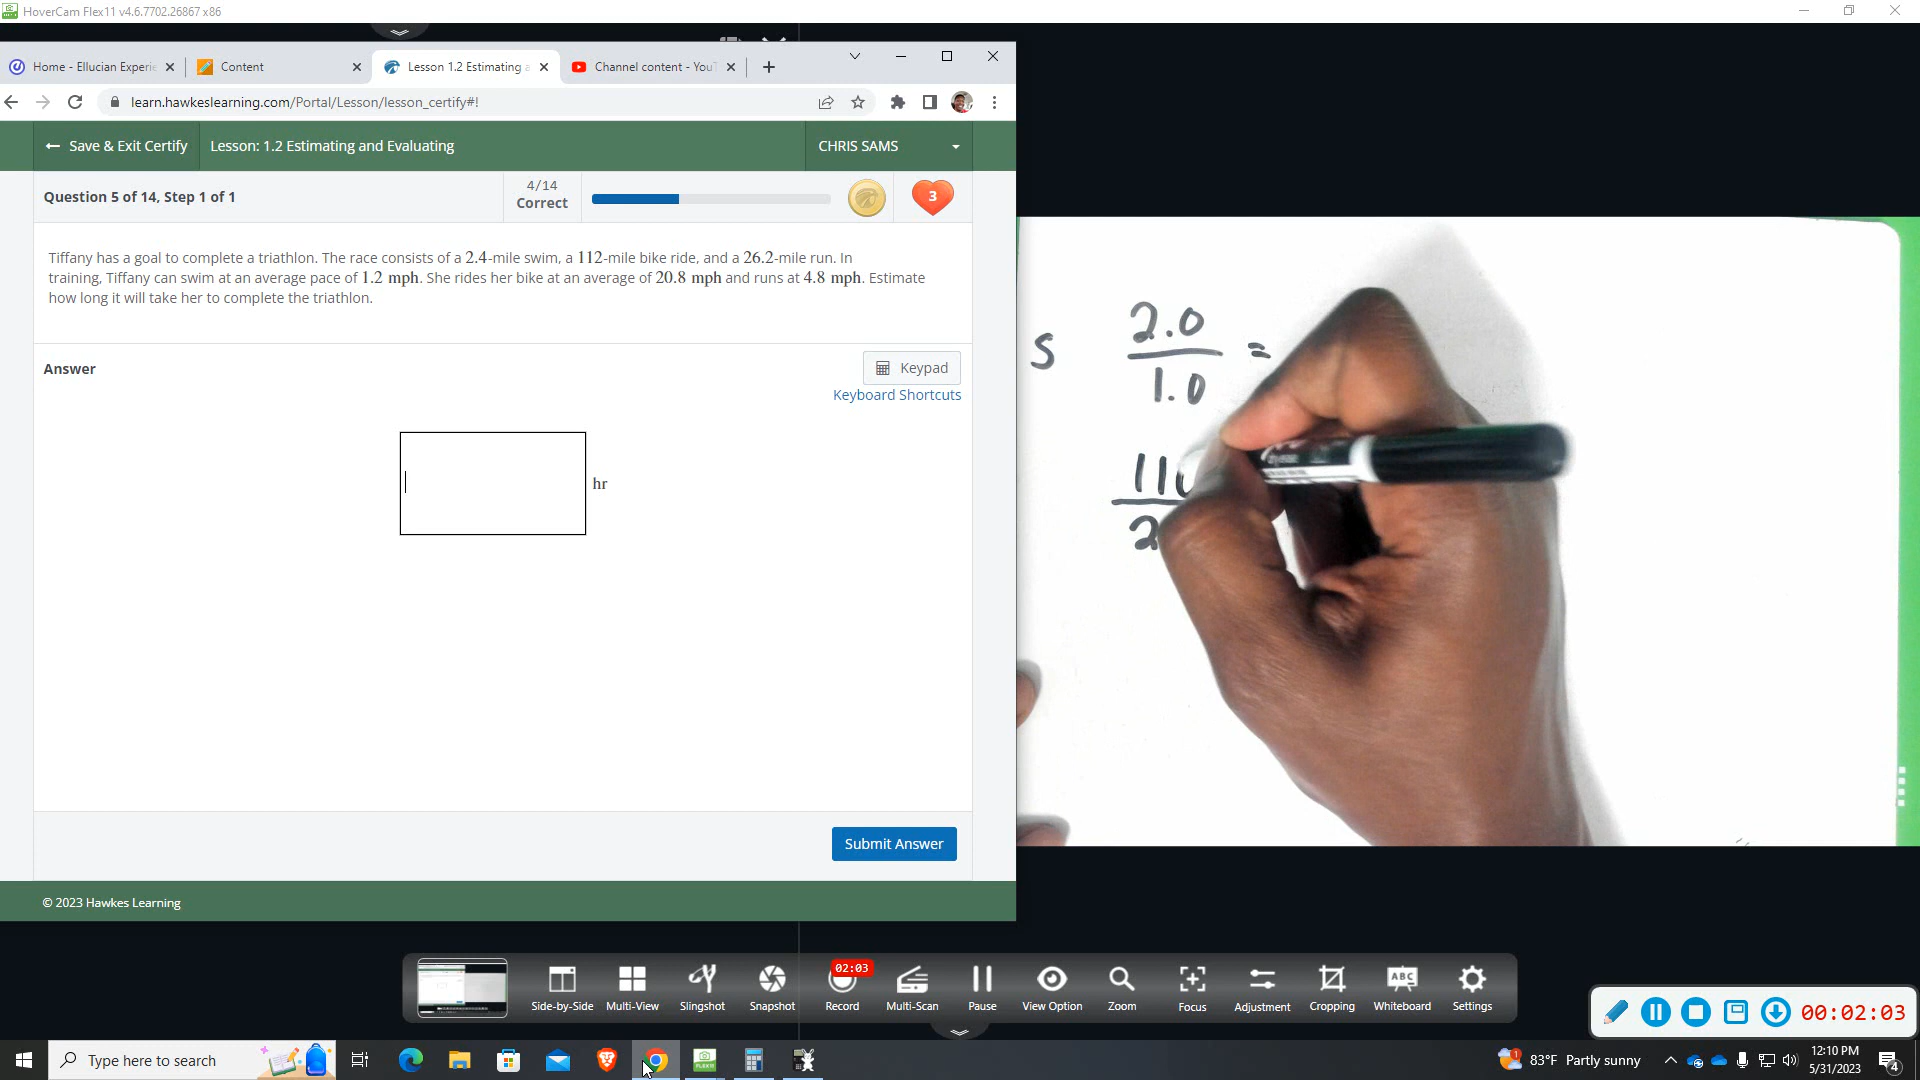 HoverCam Flex11 v4.6.7702.26867 x86
Home - Ellucian Experi
Content
Lesson 1.2 Estimating a
Channel content - YouT
learn.hawkeslearning.com/Portal/Lesson/lesson_certify#!
← Save & Exit Certify
Lesson: 1.2 Estimating and Evaluating
CHRIS SAMS
Question 5 of 14, Step 1 of 1
4/14
Correct
3
Tiffany has a goal to complete a triathlon. The race consists of a 2.4-mile swim, a 112-mile bike ride, and a 26.2-mile run. In
training, Tiffany can swim at an average pace of 1.2 mph. She rides her bike at an average of 20.8 mph and runs at 4.8 mph. Estimate
how long it will take her to complete the triathlon.
Answer
Keypad
Keyboard Shortcuts
hr
Submit Answer
© 2023 Hawkes Learning
S 2.0 =
1.0
110
2
02:03
Side-by-Side
Multi-View
Slingshot
Snapshot
Record
Multi-Scan
Pause
View Option
Zoom
Focus
Adjustment
Cropping
ABC
Whiteboard
Settings
00:02:03
Type here to search
FLEX11
1
83°F Partly sunny
12:10 PM
5/31/2023
4